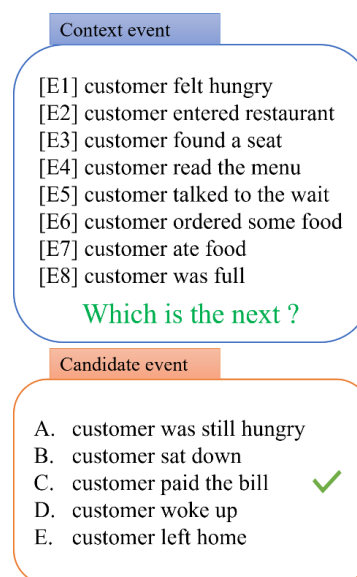 Context event
[E1] customer felt hungry
[E2] customer entered restaurant
[E3] customer found a seat
[E4] customer read the menu
[E5] customer talked to the wait
[E6] customer ordered some food
[E7] customer ate food
[E8] customer was full
Which is the next ?
Candidate event
A. customer was still hungry
B. customer sat down
C. customer paid the bill
D. customer woke up
E. customer left home